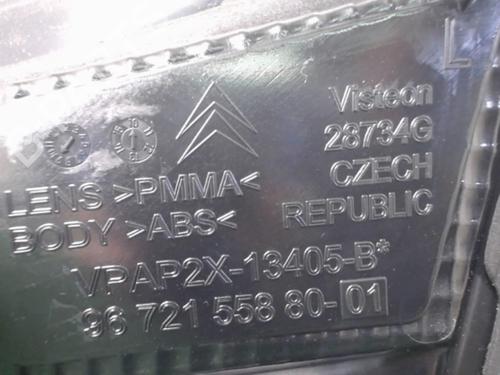 L
Visteon
28734G
CZECH
REPUBLIC
LENS >PMMA<
BODY >ABS<
VPAP2X-13405-B*
96 721 558 80-01